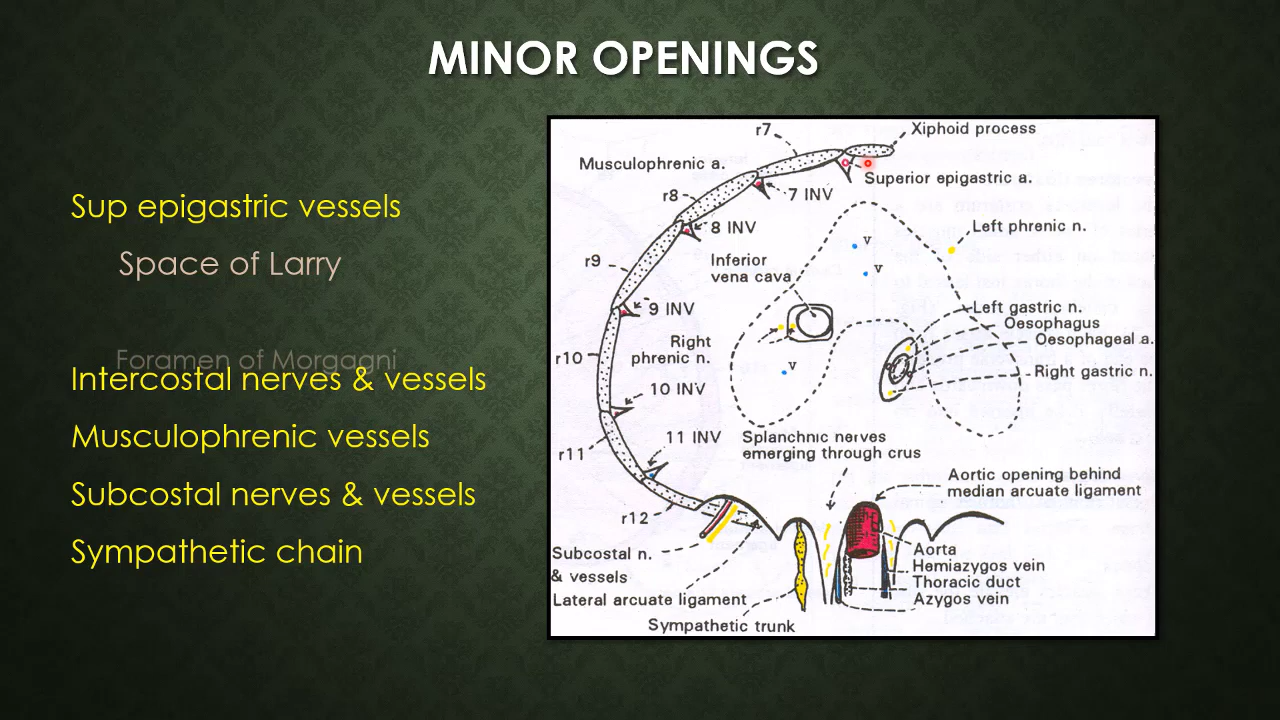 MINOR OPENINGS
Sup epigastric vessels
Space of Larry
Foramen of Morgagni
Intercostal nerves & vessels
Musculophrenic vessels
Subcostal nerves & vessels
Sympathetic chain
r7
Xiphoid process
Musculophrenic a.
Superior epigastric a.
r8
7 INV
8 INV
Left phrenic n.
v
v
r9
Inferior
vena cava
9 INV
Left gastric n.
Oesophagus
Oesophageal a.
Right
phrenic n.
r10
v
Right gastric n.
10 INV
11 INV
Splanchnic nerves
emerging through crus
r11
Aortic opening behind
median arcuate ligament
r12
Subcostal n.
& vessels
Lateral arcuate ligament
Sympathetic trunk
Aorta
Hemiazygos vein
Thoracic duct
Azygos vein